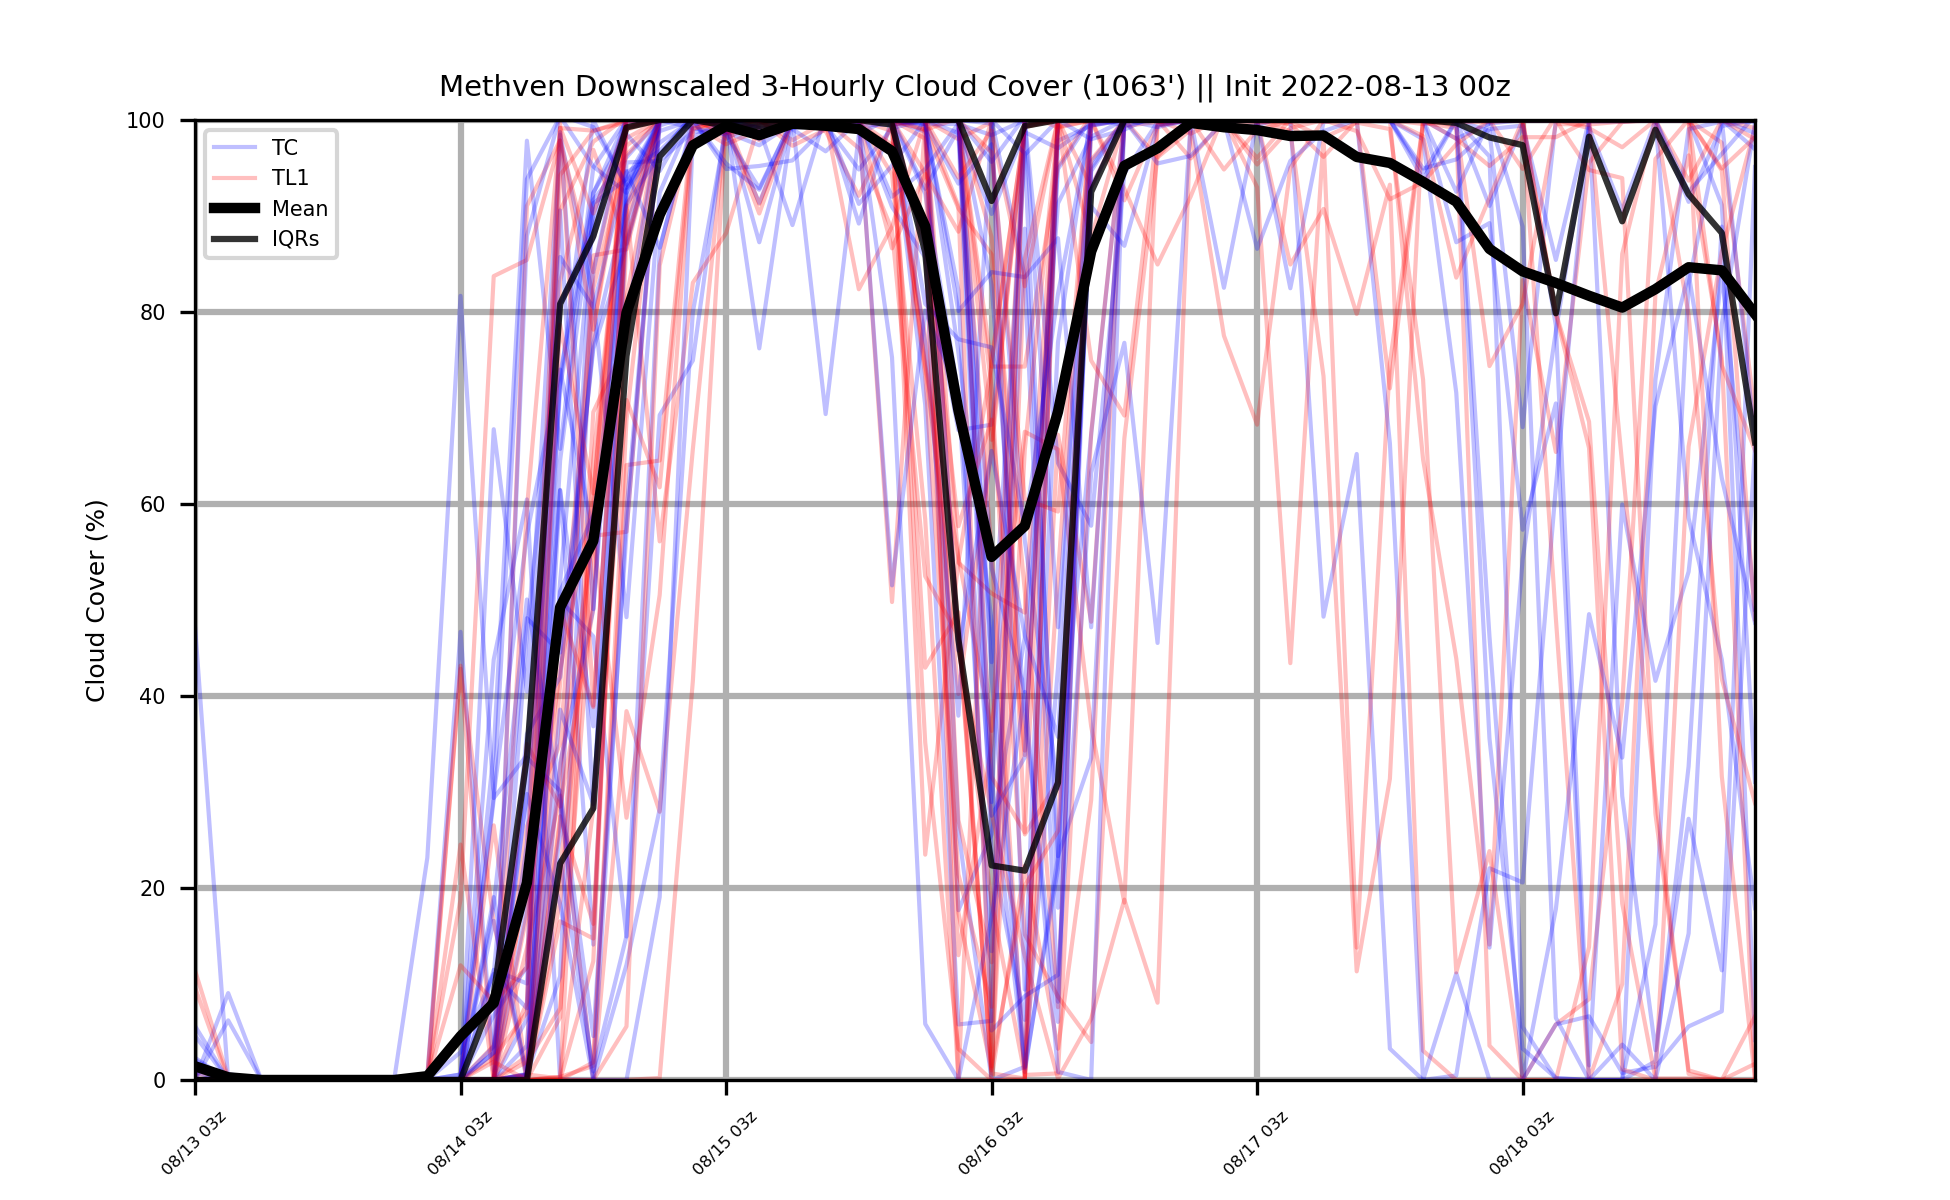 Methven Downscaled 3-Hourly Cloud Cover (1063') || Init 2022-08-13 00z
TC
TL1
Mean
IQRs
Cloud Cover (%)
100
80
60
40
20
0
08/13 03z
08/14 03z
08/15 03z
08/16 03z
08/17 03z
08/18 03z